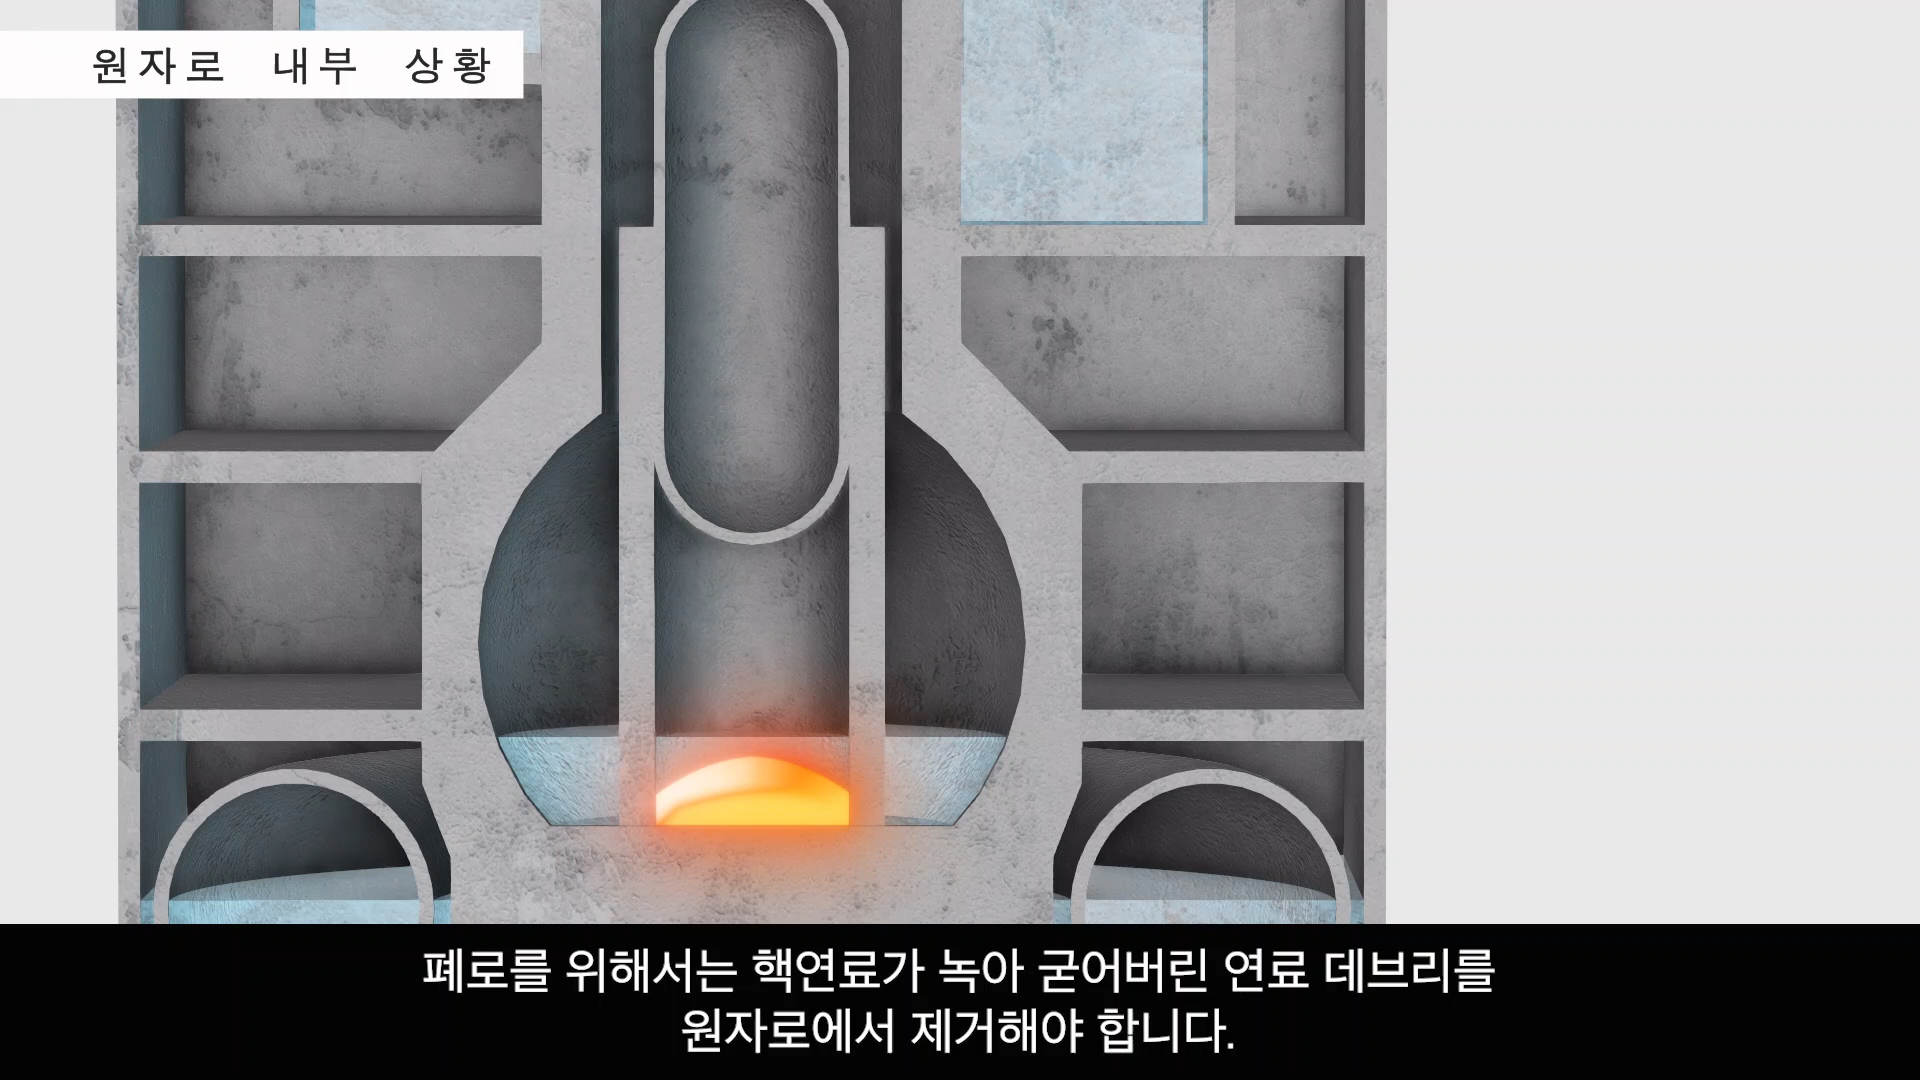 원자로 내부 상황
폐로를 위해서는 핵연료가 녹아 굳어버린 연료 데브리를
원자로에서 제거해야 합니다.